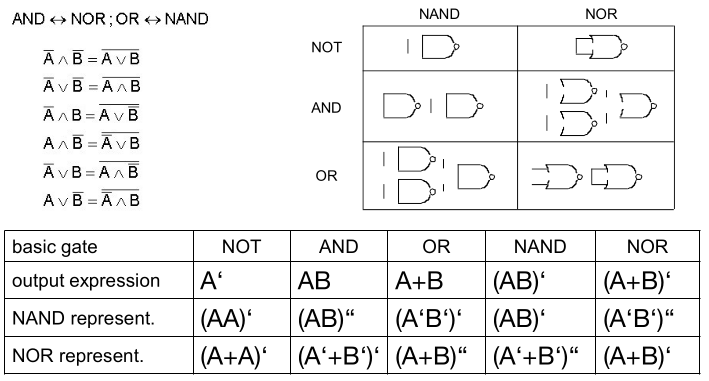 AND ↔ NOR ; OR ↔ NAND
A̅ ∧ B̅ = A̅ ̅∨̅ ̅B̅
A̅ ∨ B̅ = A̅ ̅∧̅ ̅B̅
A̅ ∧ B = A̅ ̅∨̅ ̅B̿
A ∧ B̅ = A̿ ̅∨̅ ̅B̅
A̅ ∨ B = A̅ ̅∧̅ ̅B̿
A ∨ B̅ = A̿ ̅∧̅ ̅B̅
NAND NOR
NOT
AND
OR
basic gate NOT AND OR NAND NOR
output expression A‘ AB A+B (AB)‘ (A+B)‘
NAND represent. (AA)‘ (AB)“ (A‘B‘)‘ (AB)‘ (A‘B‘)“
NOR represent. (A+A)‘ (A‘+B‘)‘ (A+B)“ (A‘+B‘)“ (A+B)‘